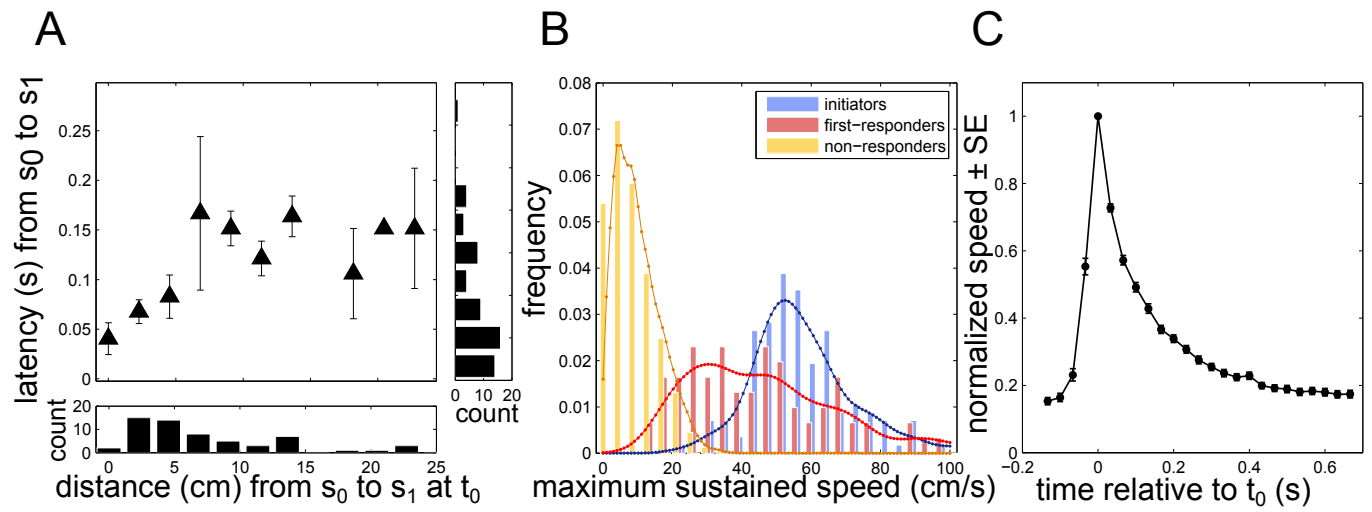 A
latency (s) from s0 to s1
0.25
0.2
0.15
0.1
0.05
0
0 5 10 15 20 25
0 10 20
count
count
10
0
0 5 10 15 20 25
distance (cm) from s0 to s1 at t0
B
frequency
0.08
0.07
0.06
0.05
0.04
0.03
0.02
0.01
0
0 20 40 60 80 100
initiators
first−responders
non−responders
maximum sustained speed (cm/s)
C
normalized speed ± SE
1
0.8
0.6
0.4
0.2
0
−0.2 0 0.2 0.4 0.6
time relative to t0 (s)